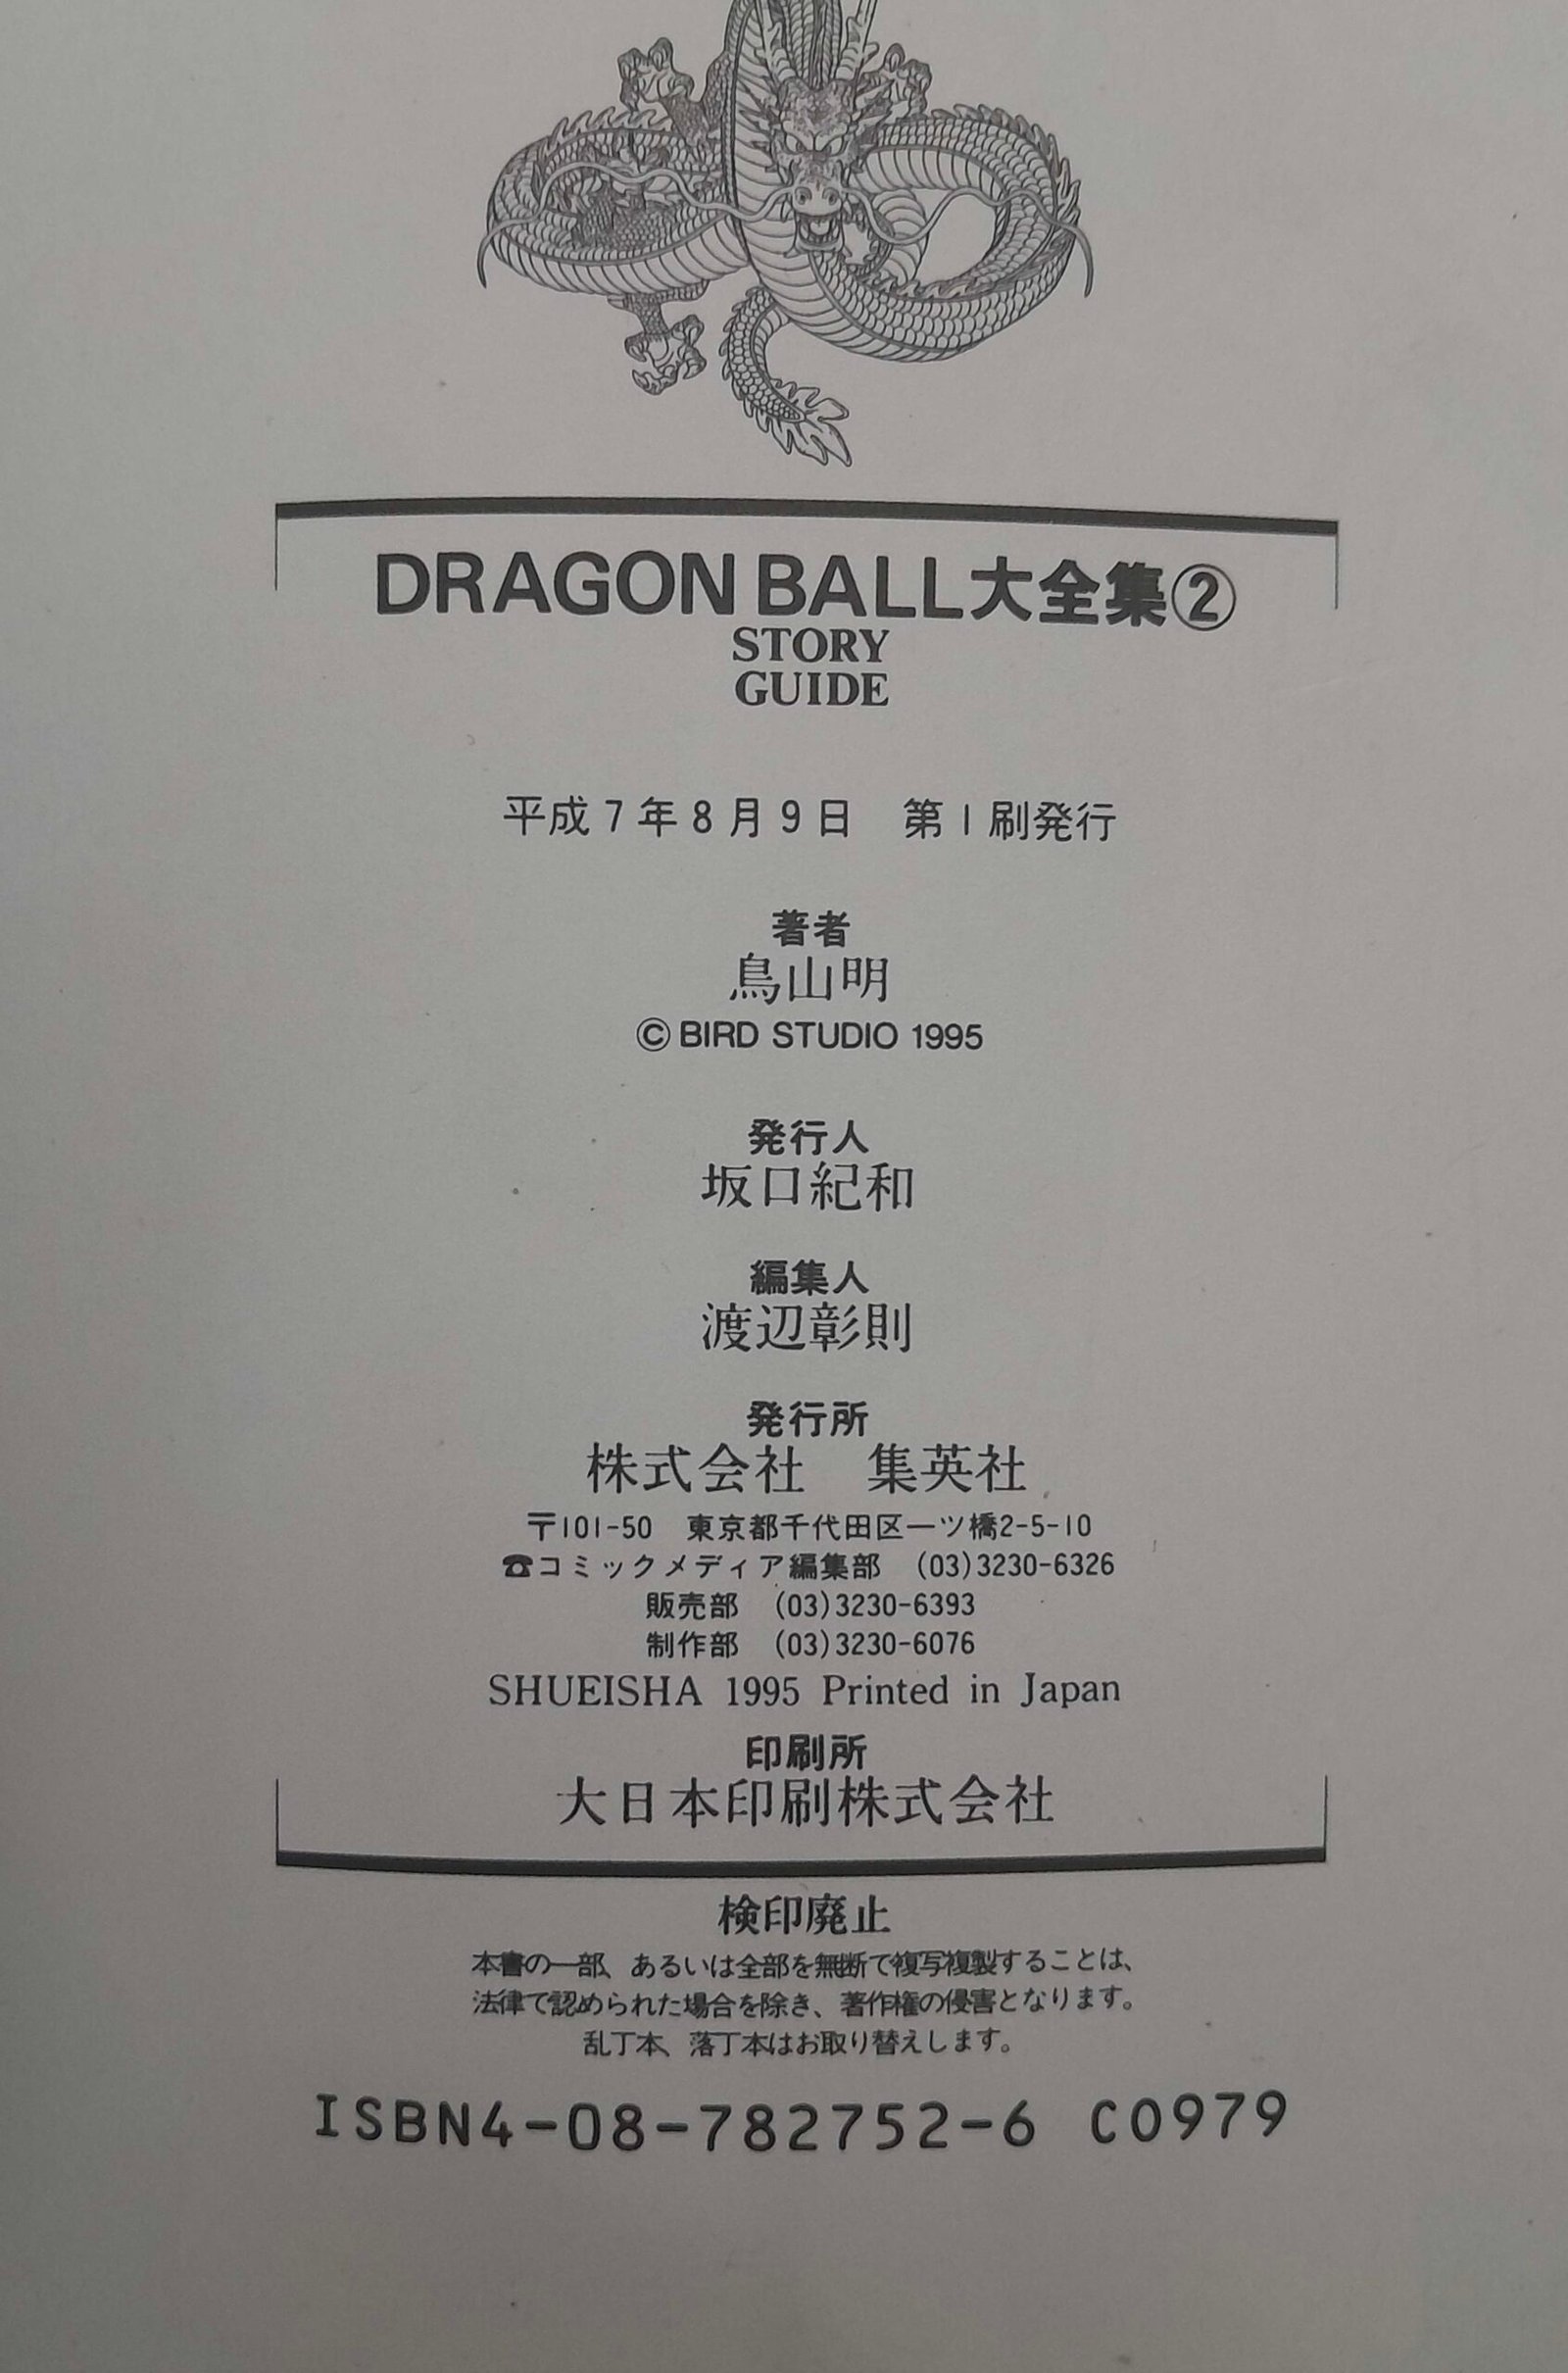 DRAGON BALL大全集②
STORY
GUIDE
平成7年8月9日　第1刷発行
著者
鳥山明
©BIRD STUDIO 1995
発行人
坂口紀和
編集人
渡辺彰則
発行所
株式会社　集英社
〒101-50　東京都千代田区一ツ橋2-5-10
☎コミックメディア編集部　(03)3230-6326
販売部　(03)3230-6393
制作部　(03)3230-6076
SHUEISHA 1995 Printed in Japan
印刷所
大日本印刷株式会社
検印廃止
本書の一部、あるいは全部を無断で複写複製することは、
法律で認められた場合を除き、著作権の侵害となります。
乱丁本、落丁本はお取り替えします。
ISBN4-08-782752-6 C0979